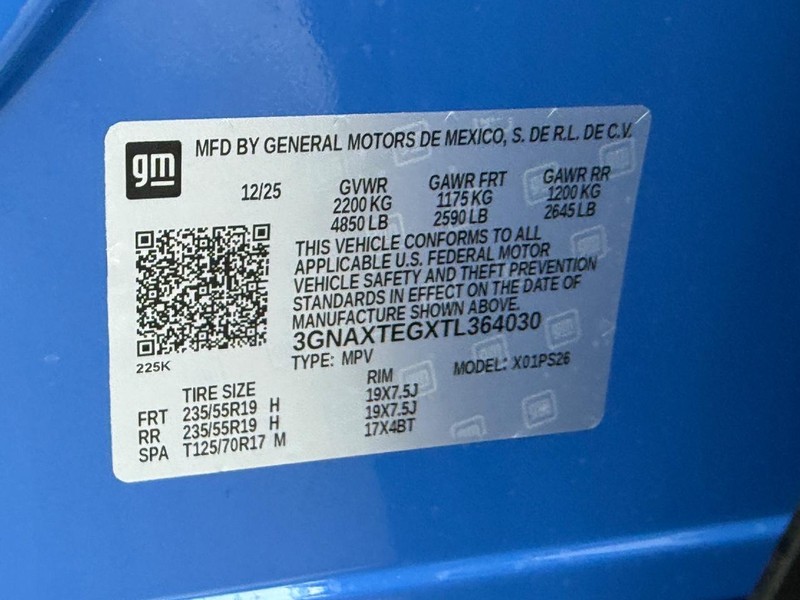 gm
MFD BY GENERAL MOTORS DE MEXICO, S. DE R.L. DE C.V.
12/25 GVWR GAWR FRT GAWR RR
2200 KG 1175 KG 1200 KG
4850 LB 2590 LB 2645 LB
THIS VEHICLE CONFORMS TO ALL
APPLICABLE U.S. FEDERAL MOTOR
VEHICLE SAFETY AND THEFT PREVENTION
STANDARDS IN EFFECT ON THE DATE OF
MANUFACTURE SHOWN ABOVE.
3GNAXTEGXTL364030
225K
TYPE: MPV MODEL: X01PS26
TIRE SIZE RIM
FRT 235/55R19 H 19X7.5J
RR 235/55R19 H 19X7.5J
SPA T125/70R17 M 17X4BT